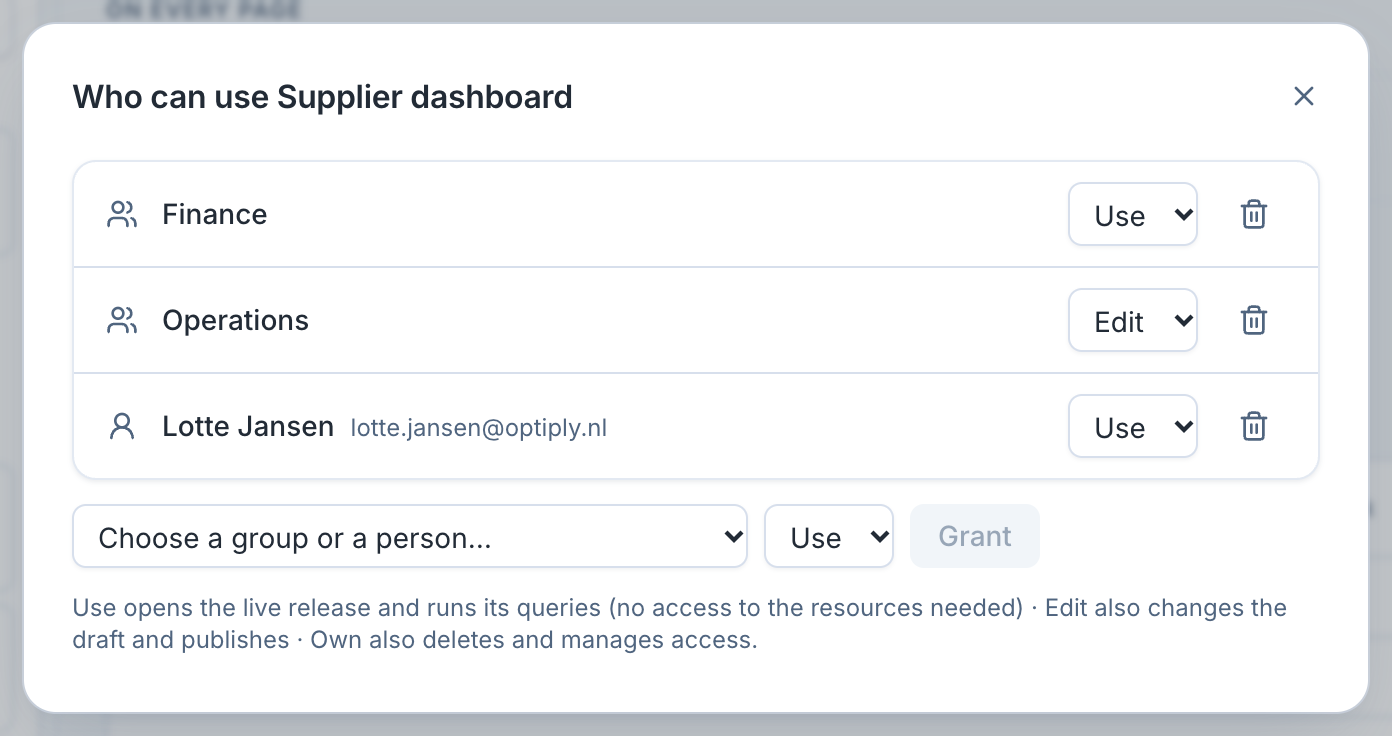 ON EVERY PAGE
Who can use Supplier dashboard
Finance Use
Operations Edit
Lotte Jansen lotte.jansen@optiply.nl Use
Choose a group or a person... Use Grant
Use opens the live release and runs its queries (no access to the resources needed) · Edit also changes the
draft and publishes · Own also deletes and manages access.